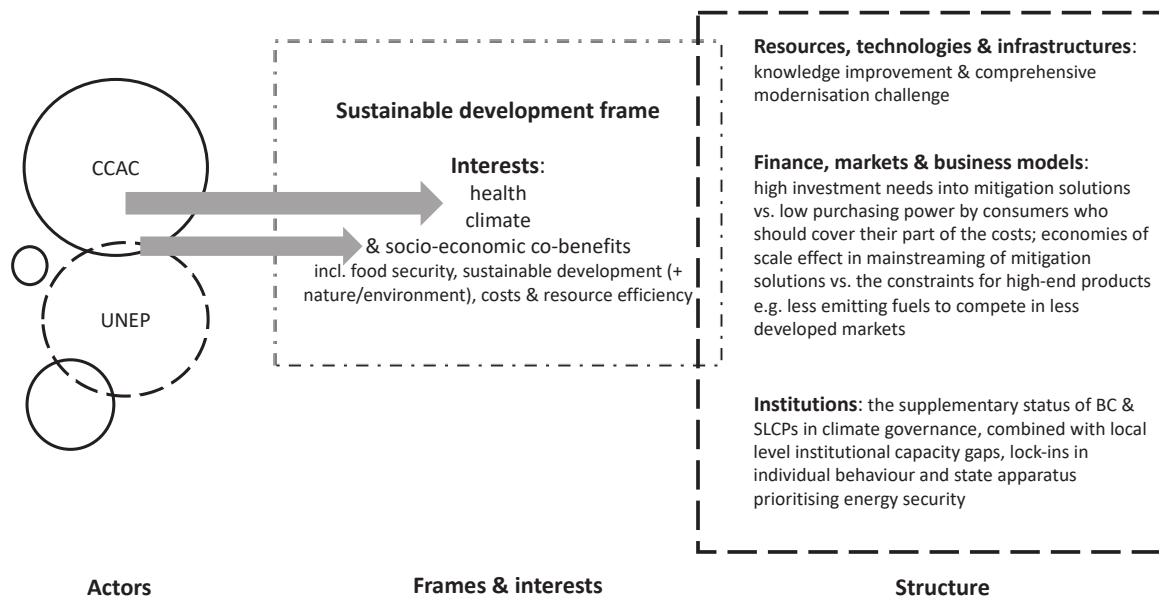 CCAC
UNEP
Sustainable development frame
Interests:
health
climate
& socio-economic co-benefits
incl. food security, sustainable development (+
nature/environment), costs & resource efficiency
Resources, technologies & infrastructures:
knowledge improvement & comprehensive
modernisation challenge
Finance, markets & business models:
high investment needs into mitigation solutions
vs. low purchasing power by consumers who
should cover their part of the costs; economies of
scale effect in mainstreaming of mitigation
solutions vs. the constraints for high-end products
e.g. less emitting fuels to compete in less
developed markets
Institutions: the supplementary status of BC &
SLCPs in climate governance, combined with local
level institutional capacity gaps, lock-ins in
individual behaviour and state apparatus
prioritising energy security
Actors
Frames & interests
Structure